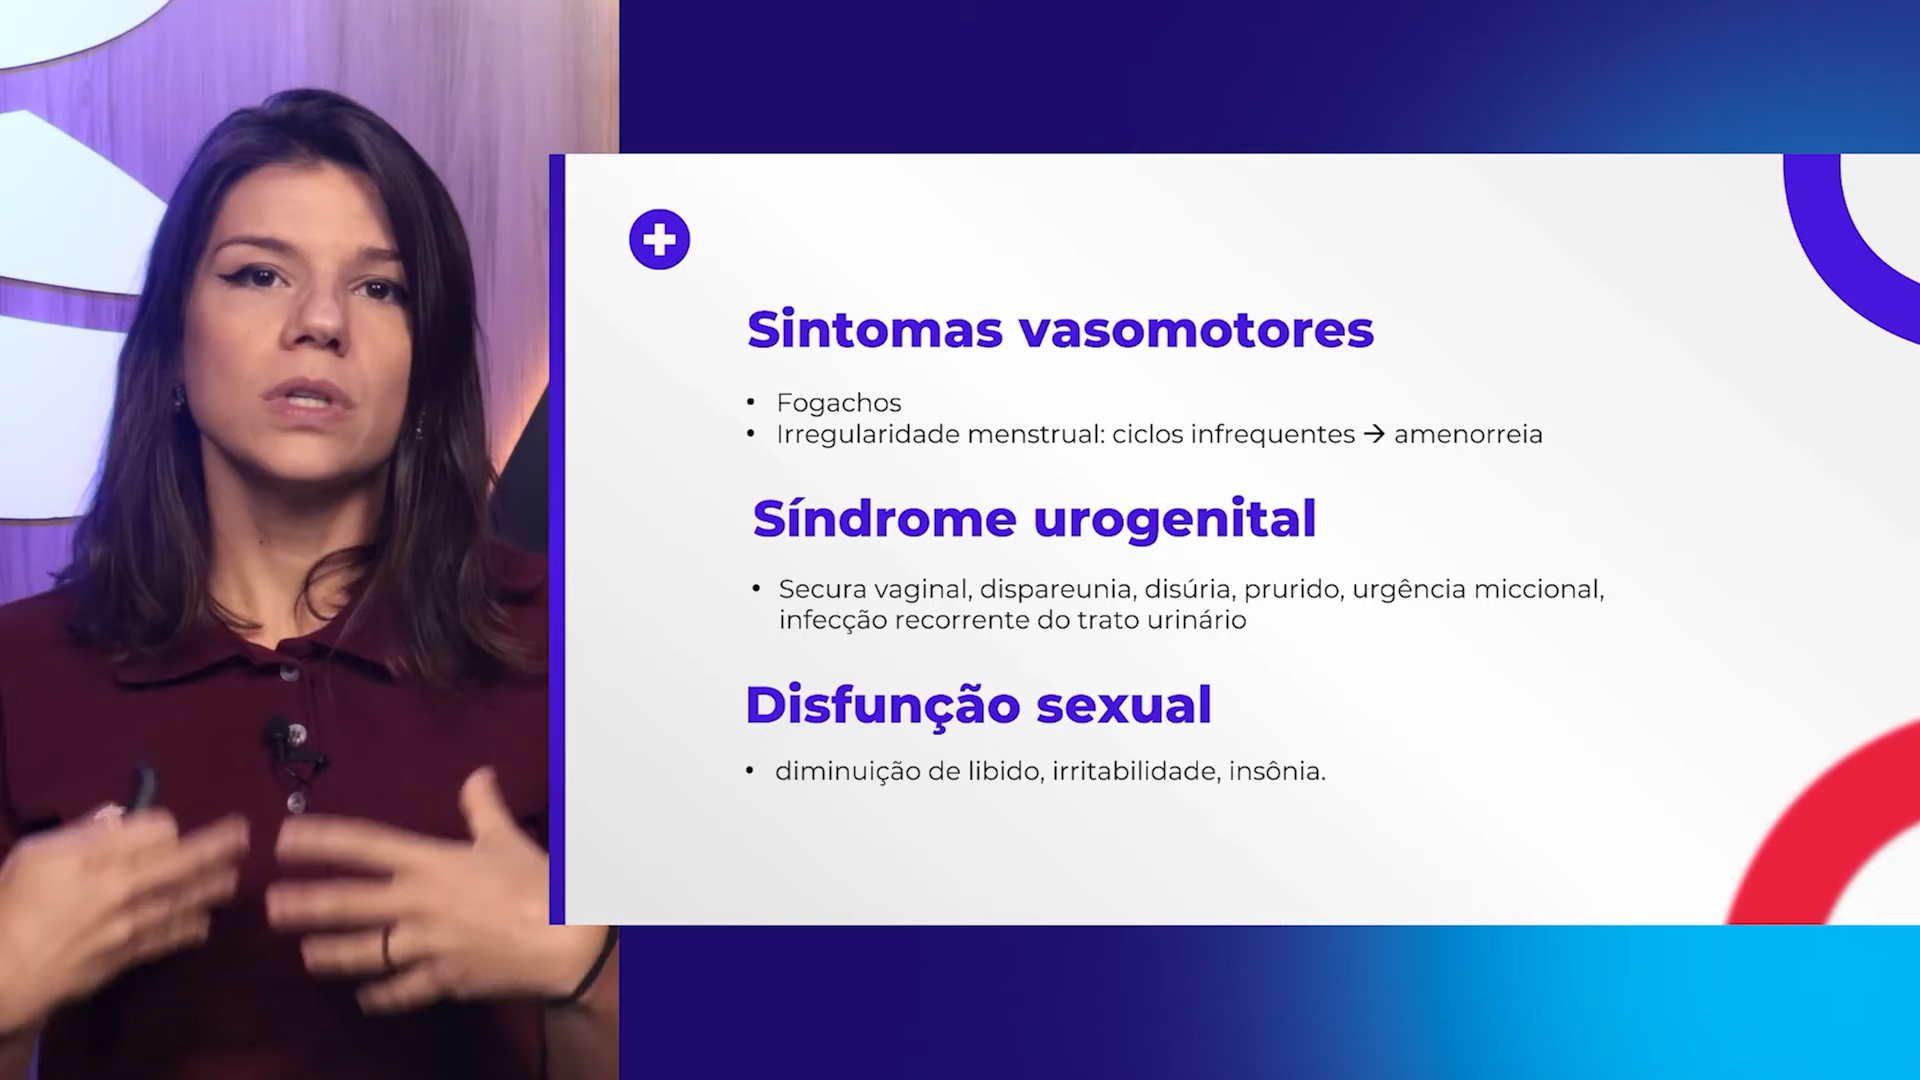 Sintomas vasomotores
• Fogachos
• Irregularidade menstrual: ciclos infrequentes → amenorreia
Síndrome urogenital
• Secura vaginal, dispareunia, disúria, prurido, urgência miccional,
infecção recorrente do trato urinário
Disfunção sexual
• diminuição de libido, irritabilidade, insônia.